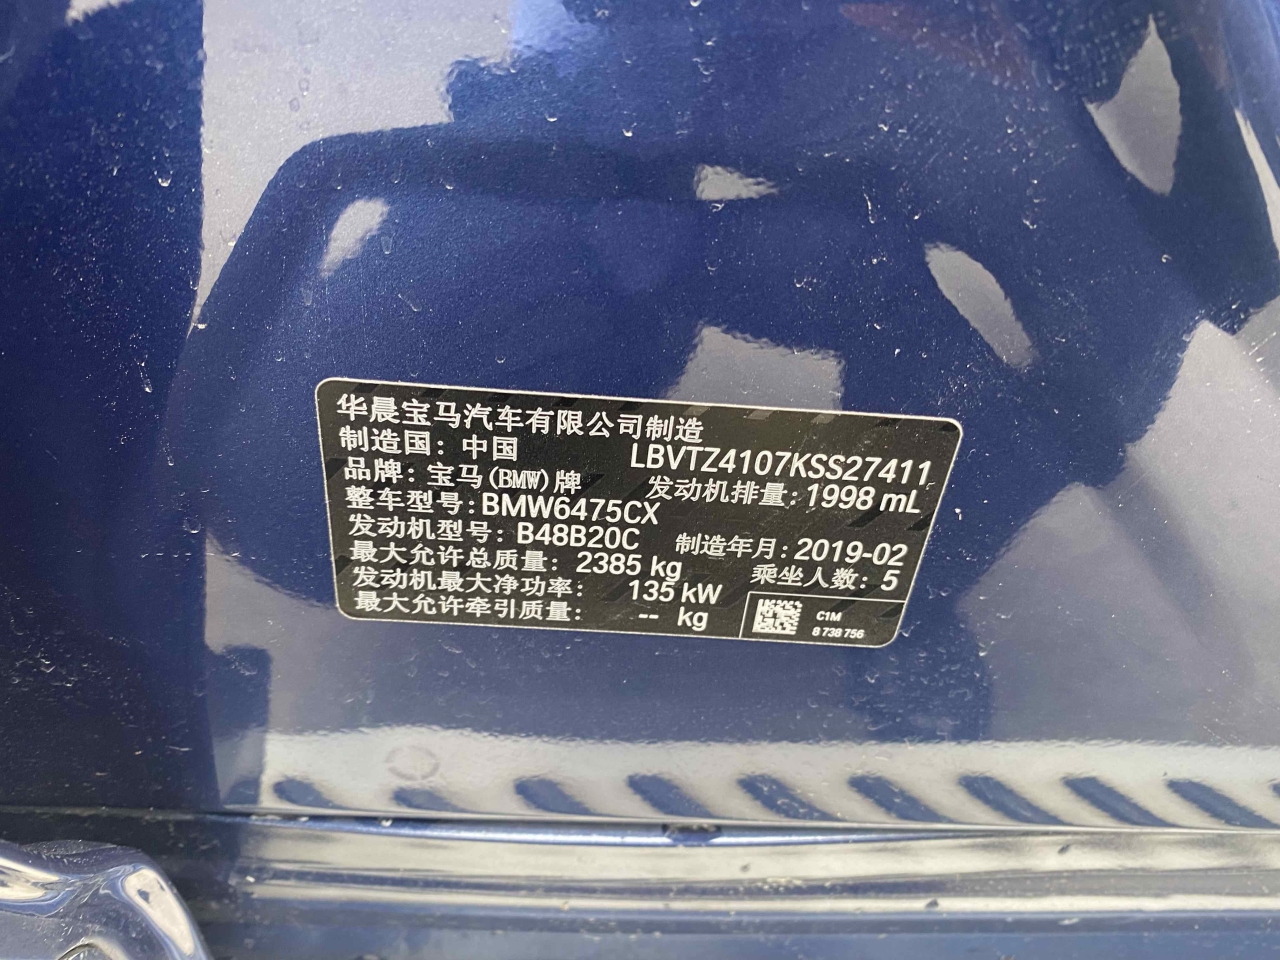 华晨宝马汽车有限公司制造
制造国：中国 LBVTZ4107KSS27411
品牌：宝马(BMW)牌 发动机排量：1998 mL
整车型号：BMW6475CX
发动机型号：B48B20C 制造年月：2019-02
最大允许总质量：2385 kg 乘坐人数：5
发动机最大净功率：135 kW
最大允许牵引质量：-- kg
C1M
8 738 756